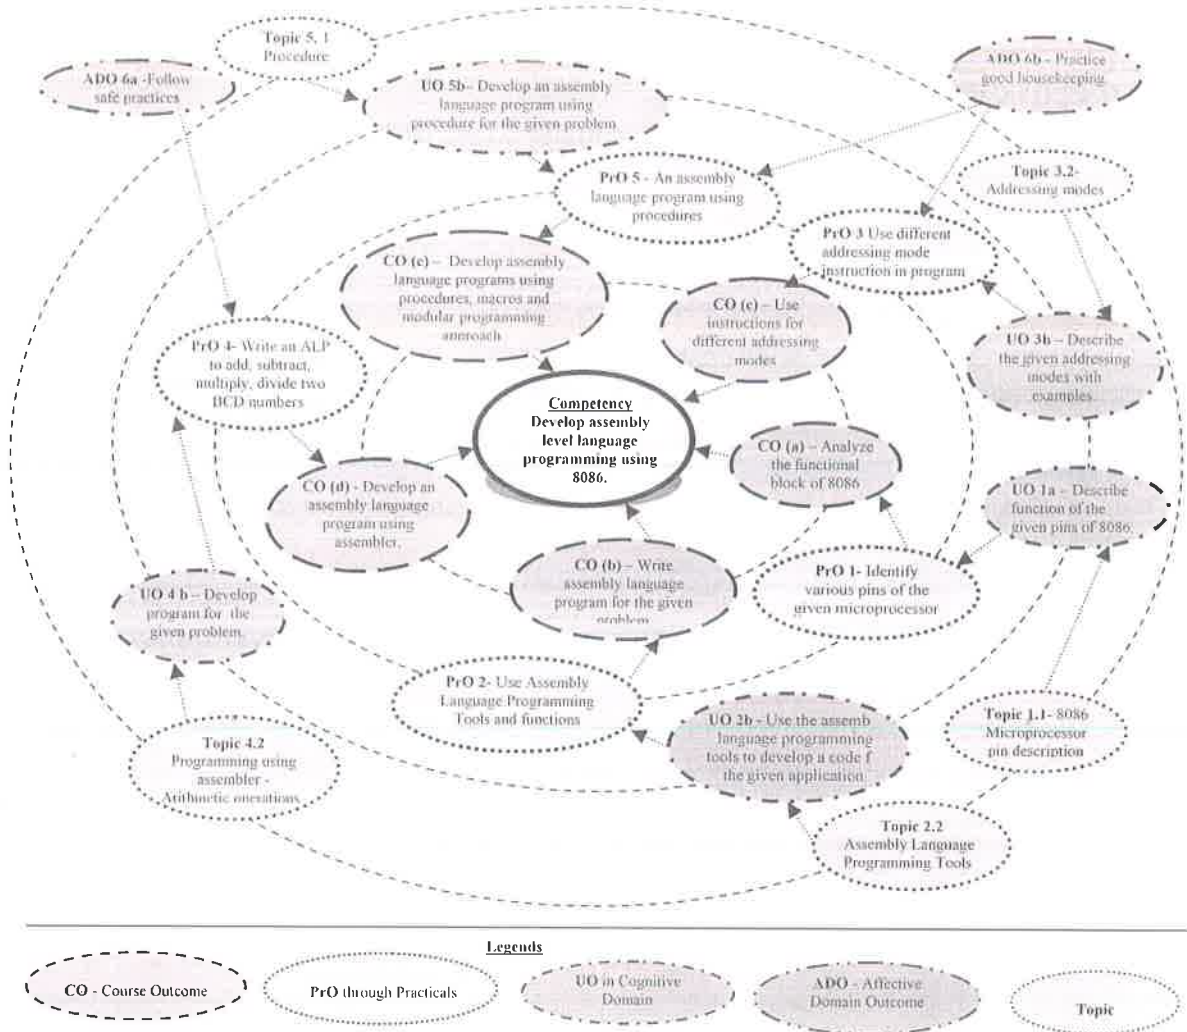 Topic 5. 1
Procedure
ADO 6a -Follow
safe practices
UO 5b– Develop an assembly
language program using
procedure for the given problem
ADO 6b - Practice
good housekeeping.
PrO 5 - An assembly
language program using
procedures
Topic 3.2-
Addressing modes
PrO 3 Use different
addressing mode
instruction in program
CO (e) – Develop assembly
language programs using
procedures, macros and
modular programming
approach
CO (c) – Use
instructions for
different addressing
modes
PrO 4- Write an ALP
to add, subtract,
multiply, divide two
BCD numbers
UO 3b – Describe
the given addressing
modes with
examples.
Competency
Develop assembly
level language
programming using
8086.
CO (a) – Analyze
the functional
block of 8086
CO (d) - Develop an
assembly language
program using
assembler.
UO 1a – Describe
function of the
given pins of 8086.
CO (b) – Write
assembly language
program for the given
problem
PrO 1- Identify
various pins of the
given microprocessor
UO 4 b – Develop
program for the
given problem.
PrO 2- Use Assembly
Language Programming
Tools and functions
UO 2b - Use the assemb
language programming
tools to develop a code f
the given application
Topic 1.1- 8086
Microprocessor
pin description
Topic 4.2
Programming using
assembler -
Arithmetic operations
Topic 2.2
Assembly Language
Programming Tools
Legends
CO - Course Outcome
PrO through Practicals
UO in Cognitive
Domain
ADO - Affective
Domain Outcome
Topic